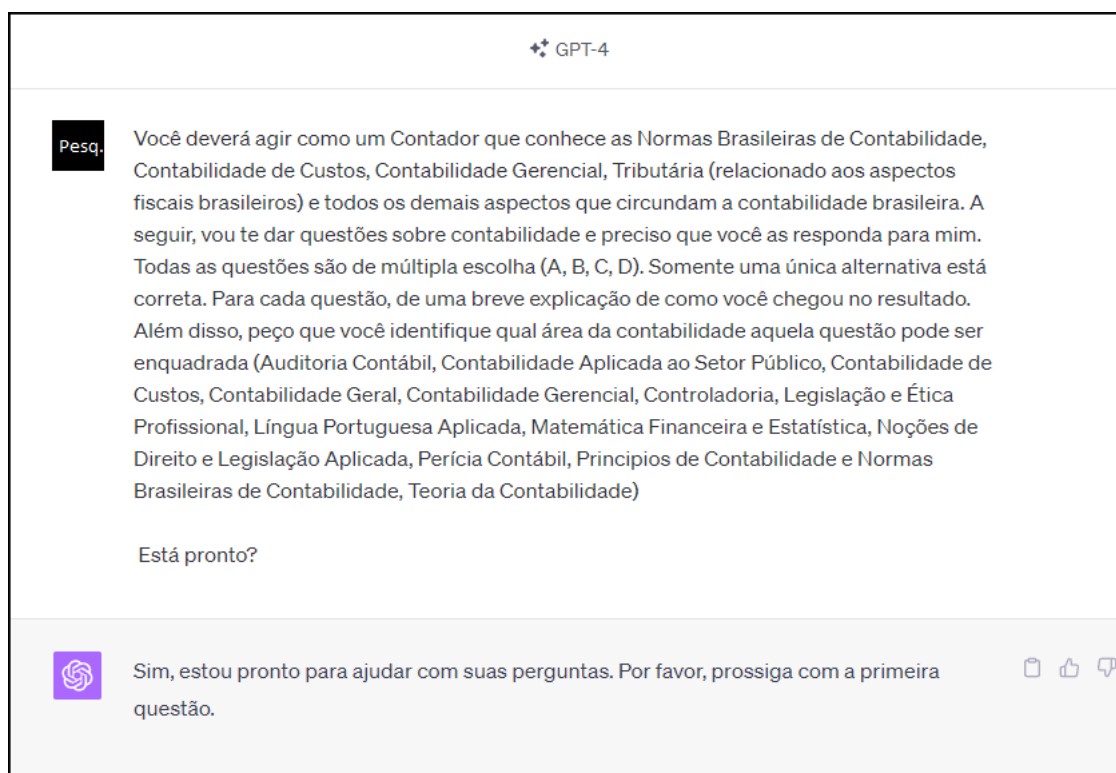 GPT-4
Pesq.
Você deverá agir como um Contador que conhece as Normas Brasileiras de Contabilidade,
Contabilidade de Custos, Contabilidade Gerencial, Tributária (relacionado aos aspectos
fiscais brasileiros) e todos os demais aspectos que circundam a contabilidade brasileira. A
seguir, vou te dar questões sobre contabilidade e preciso que você as responda para mim.
Todas as questões são de múltipla escolha (A, B, C, D). Somente uma única alternativa está
correta. Para cada questão, de uma breve explicação de como você chegou no resultado.
Além disso, peço que você identifique qual área da contabilidade aquela questão pode ser
enquadrada (Auditoria Contábil, Contabilidade Aplicada ao Setor Público, Contabilidade de
Custos, Contabilidade Geral, Contabilidade Gerencial, Controladoria, Legislação e Ética
Profissional, Língua Portuguesa Aplicada, Matemática Financeira e Estatística, Noções de
Direito e Legislação Aplicada, Perícia Contábil, Principios de Contabilidade e Normas
Brasileiras de Contabilidade, Teoria da Contabilidade)
Está pronto?
Sim, estou pronto para ajudar com suas perguntas. Por favor, prossiga com a primeira
questão.